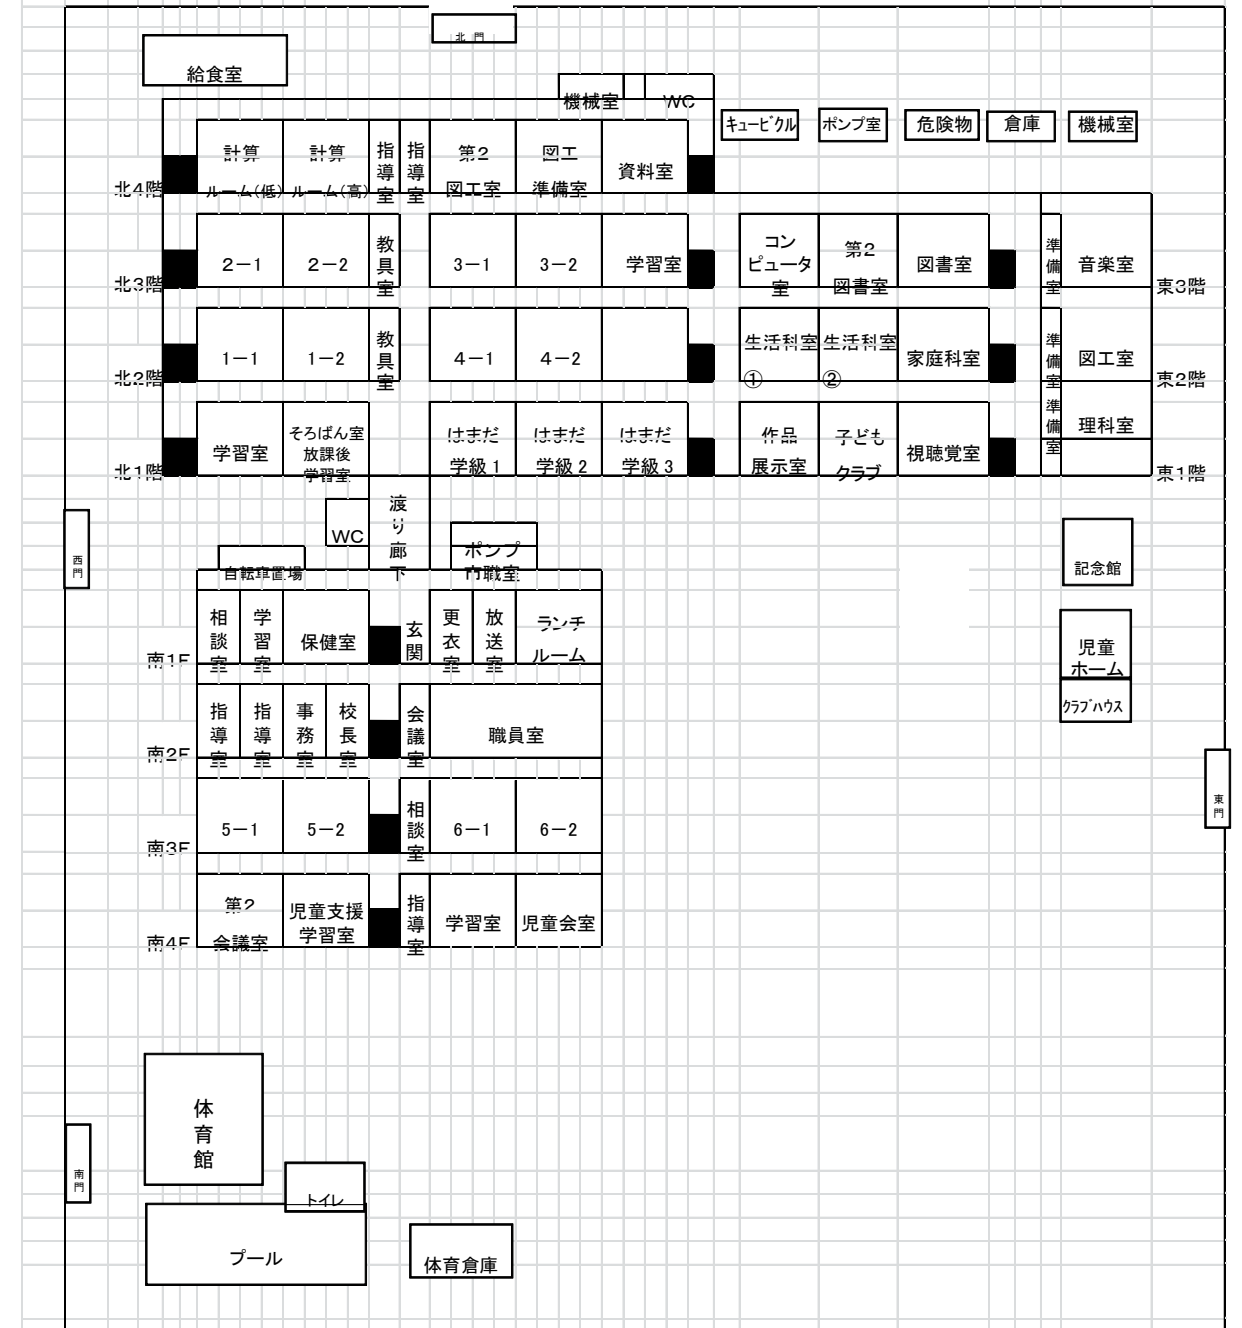 北門
給食室
機械室
WC
キュービクル
ポンプ室
危険物
倉庫
機械室
北4階
計算
ルーム(低)
計算
ルーム(高)
指導室
指導室
第2
図工室
図工
準備室
資料室
北3階
2－1
2－2
教具室
3－1
3－2
学習室
コン
ピュータ
室
第2
図書室
図書室
準備室
音楽室
東3階
北2階
1－1
1－2
教具室
4－1
4－2
生活科室
①
生活科室
②
家庭科室
準備室
図工室
東2階
北1階
学習室
そろばん室
放課後
学習室
はまだ
学級1
はまだ
学級2
はまだ
学級3
作品
展示室
子ども
クラブ
視聴覚室
準備室
理科室
東1階
渡り廊下
WC
西門
自転車置場
ポンプ
市職室
記念館
南1F
相談室
学習室
保健室
玄関
更衣室
放送室
ランチ
ルーム
児童
ホーム
クラブハウス
南2F
指導室
指導室
事務室
校長室
会議室
職員室
東門
南3F
5－1
5－2
相談室
6－1
6－2
南4F
第2
会議室
児童支援
学習室
指導室
学習室
児童会室
体育館
南門
トイレ
プール
体育倉庫